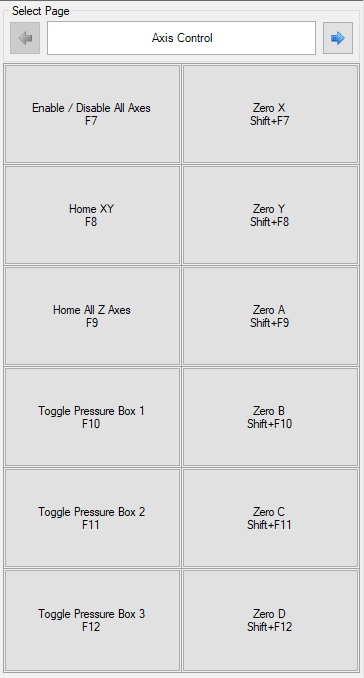 Select Page
Axis Control
Enable / Disable All Axes
F7
Zero X
Shift+F7
Home XY
F8
Zero Y
Shift+F8
Home All Z Axes
F9
Zero A
Shift+F9
Toggle Pressure Box 1
F10
Zero B
Shift+F10
Toggle Pressure Box 2
F11
Zero C
Shift+F11
Toggle Pressure Box 3
F12
Zero D
Shift+F12